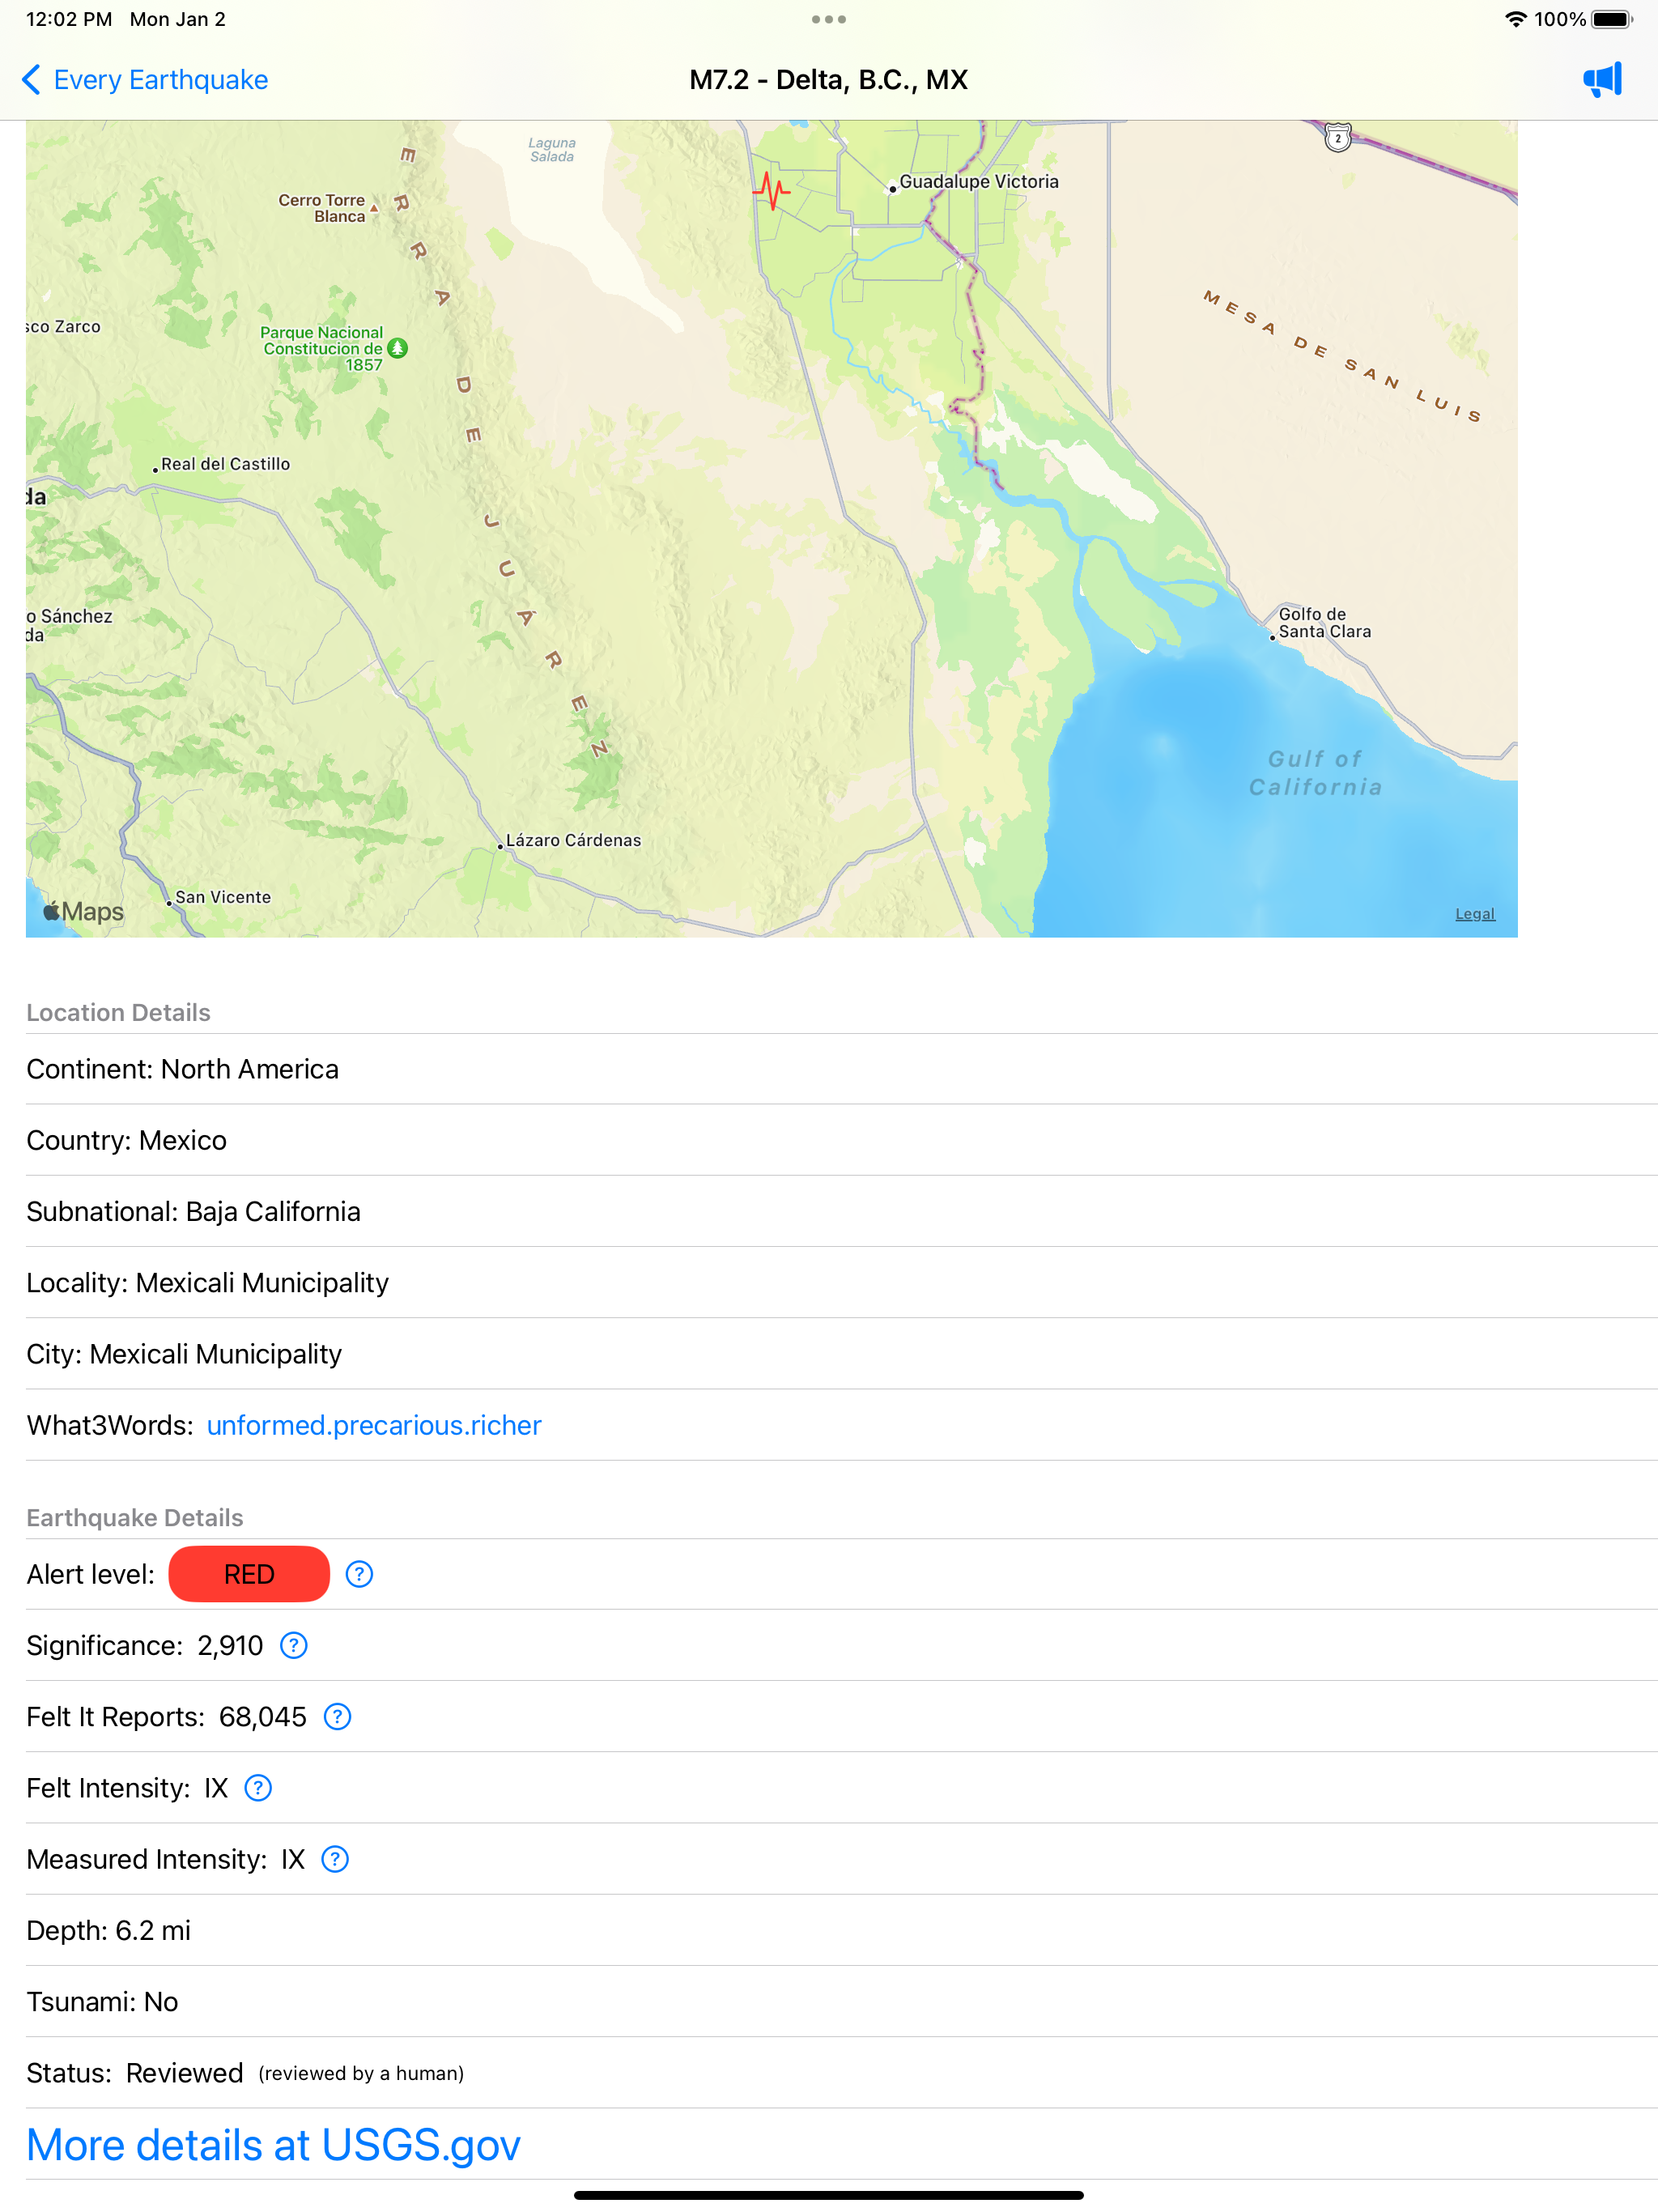 12:02 PM Mon Jan 2
100%
Every Earthquake
M7.2 - Delta, B.C., MX
Laguna
Salada
2
Guadalupe Victoria
Cerro Torre
Blanca
E R R A D E J U Á R E Z
MESA DE SAN LUIS
sco Zarco
Parque Nacional
Constitucion de
1857
Real del Castillo
da
o Sánchez
da
Golfo de
Santa Clara
Gulf of
California
Lázaro Cárdenas
San Vicente
Maps
Legal
Location Details
Continent: North America
Country: Mexico
Subnational: Baja California
Locality: Mexicali Municipality
City: Mexicali Municipality
What3Words: unformed.precarious.richer
Earthquake Details
Alert level: RED ?
Significance: 2,910 ?
Felt It Reports: 68,045 ?
Felt Intensity: IX ?
Measured Intensity: IX ?
Depth: 6.2 mi
Tsunami: No
Status: Reviewed (reviewed by a human)
More details at USGS.gov